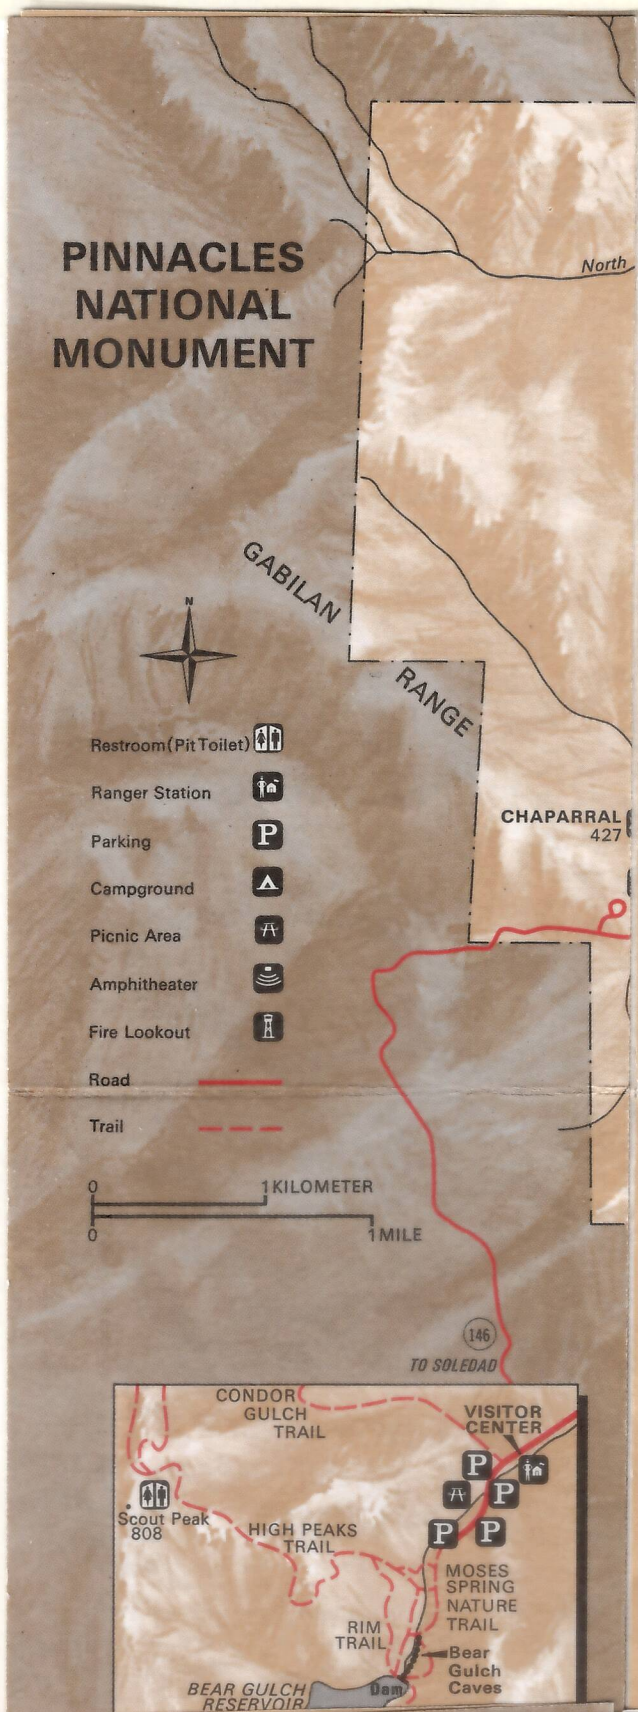 PINNACLES
NATIONAL
MONUMENT
North
GABILAN
RANGE
N
Restroom(Pit Toilet)
Ranger Station
Parking
P
Campground
Picnic Area
Amphitheater
Fire Lookout
Road
Trail
CHAPARRAL
427
0
1 KILOMETER
0
1 MILE
146
TO SOLEDAD
CONDOR
GULCH
TRAIL
VISITOR
CENTER
P
P
P
P
Scout Peak
808
HIGH PEAKS
TRAIL
MOSES
SPRING
NATURE
TRAIL
RIM
TRAIL
Bear
Gulch
Caves
Dam
BEAR GULCH
RESERVOIR